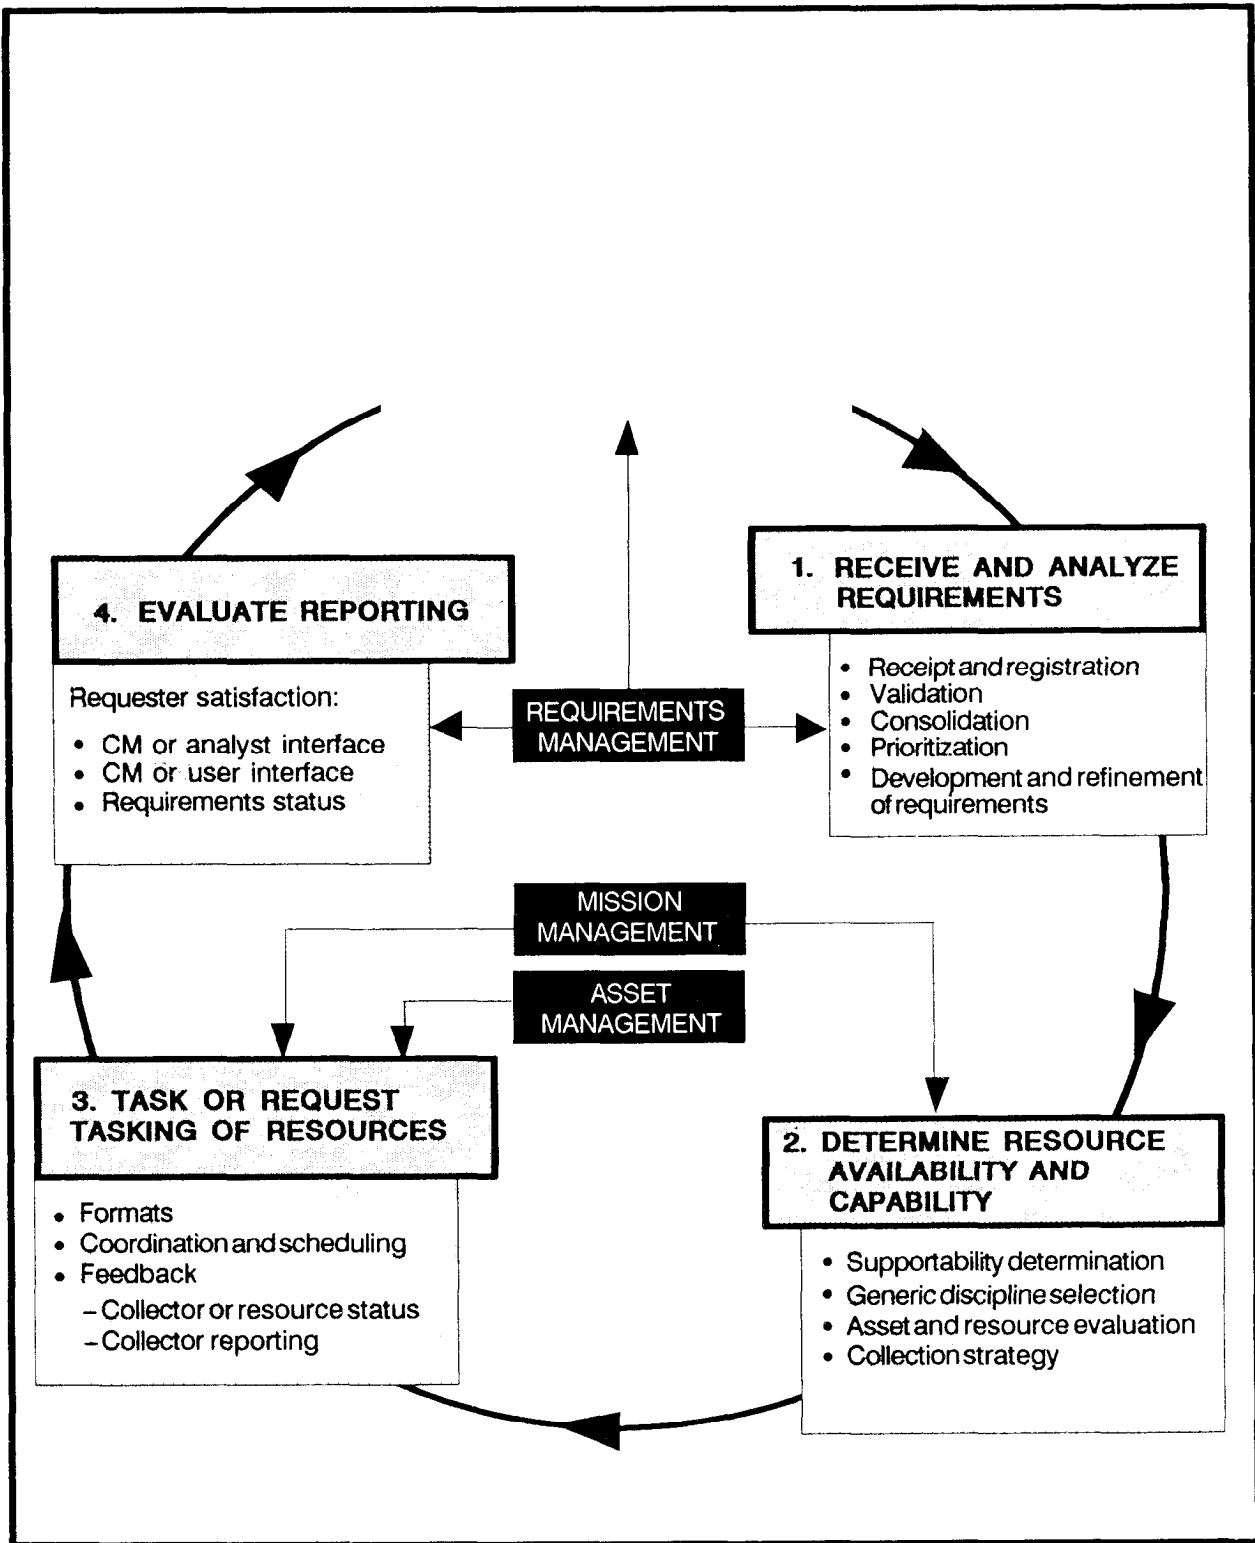 1. RECEIVE AND ANALYZE
REQUIREMENTS
• Receipt and registration
• Validation
• Consolidation
• Prioritization
• Development and refinement
of requirements
4. EVALUATE REPORTING
Requester satisfaction:
• CM or analyst interface
• CM or user interface
• Requirements status
REQUIREMENTS
MANAGEMENT
MISSION
MANAGEMENT
ASSET
MANAGEMENT
3. TASK OR REQUEST
TASKING OF RESOURCES
• Formats
• Coordination and scheduling
• Feedback
– Collector or resource status
– Collector reporting
2. DETERMINE RESOURCE
AVAILABILITY AND
CAPABILITY
• Supportability determination
• Generic discipline selection
• Asset and resource evaluation
• Collection strategy